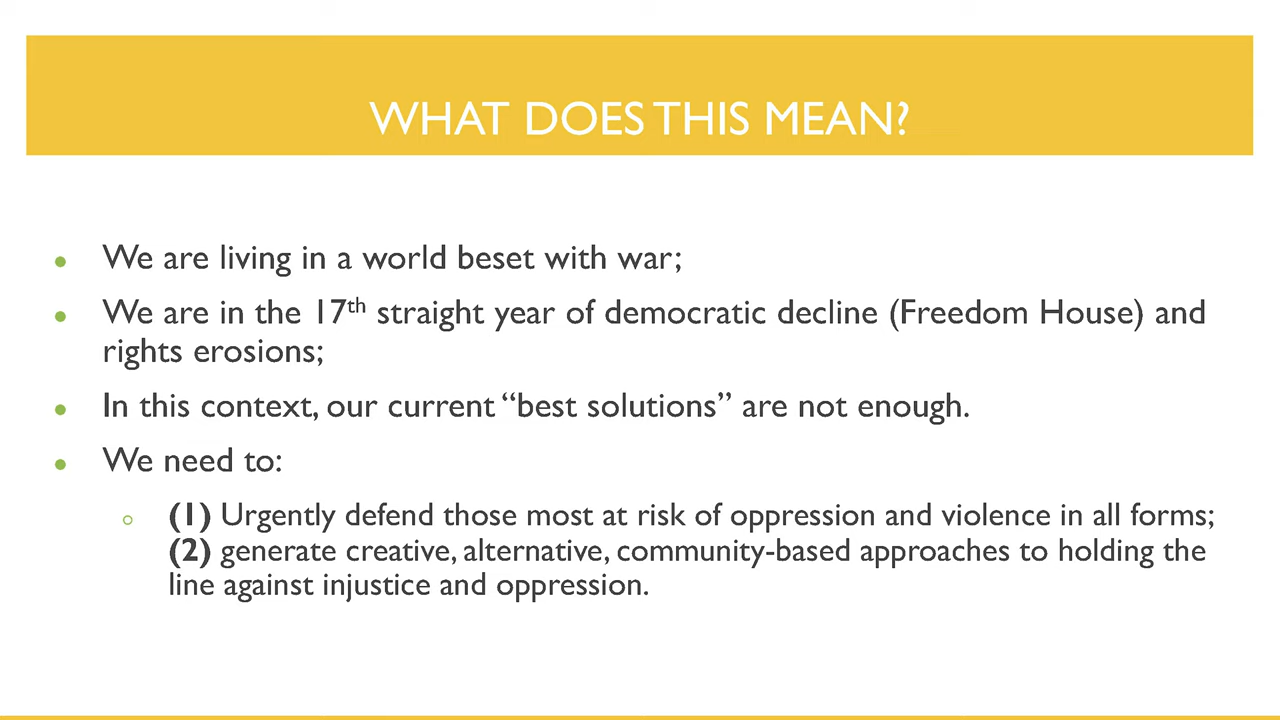 WHAT DOES THIS MEAN?
• We are living in a world beset with war;
• We are in the 17th straight year of democratic decline (Freedom House) and
rights erosions;
• In this context, our current “best solutions” are not enough.
• We need to:
○ (1) Urgently defend those most at risk of oppression and violence in all forms;
(2) generate creative, alternative, community-based approaches to holding the
line against injustice and oppression.